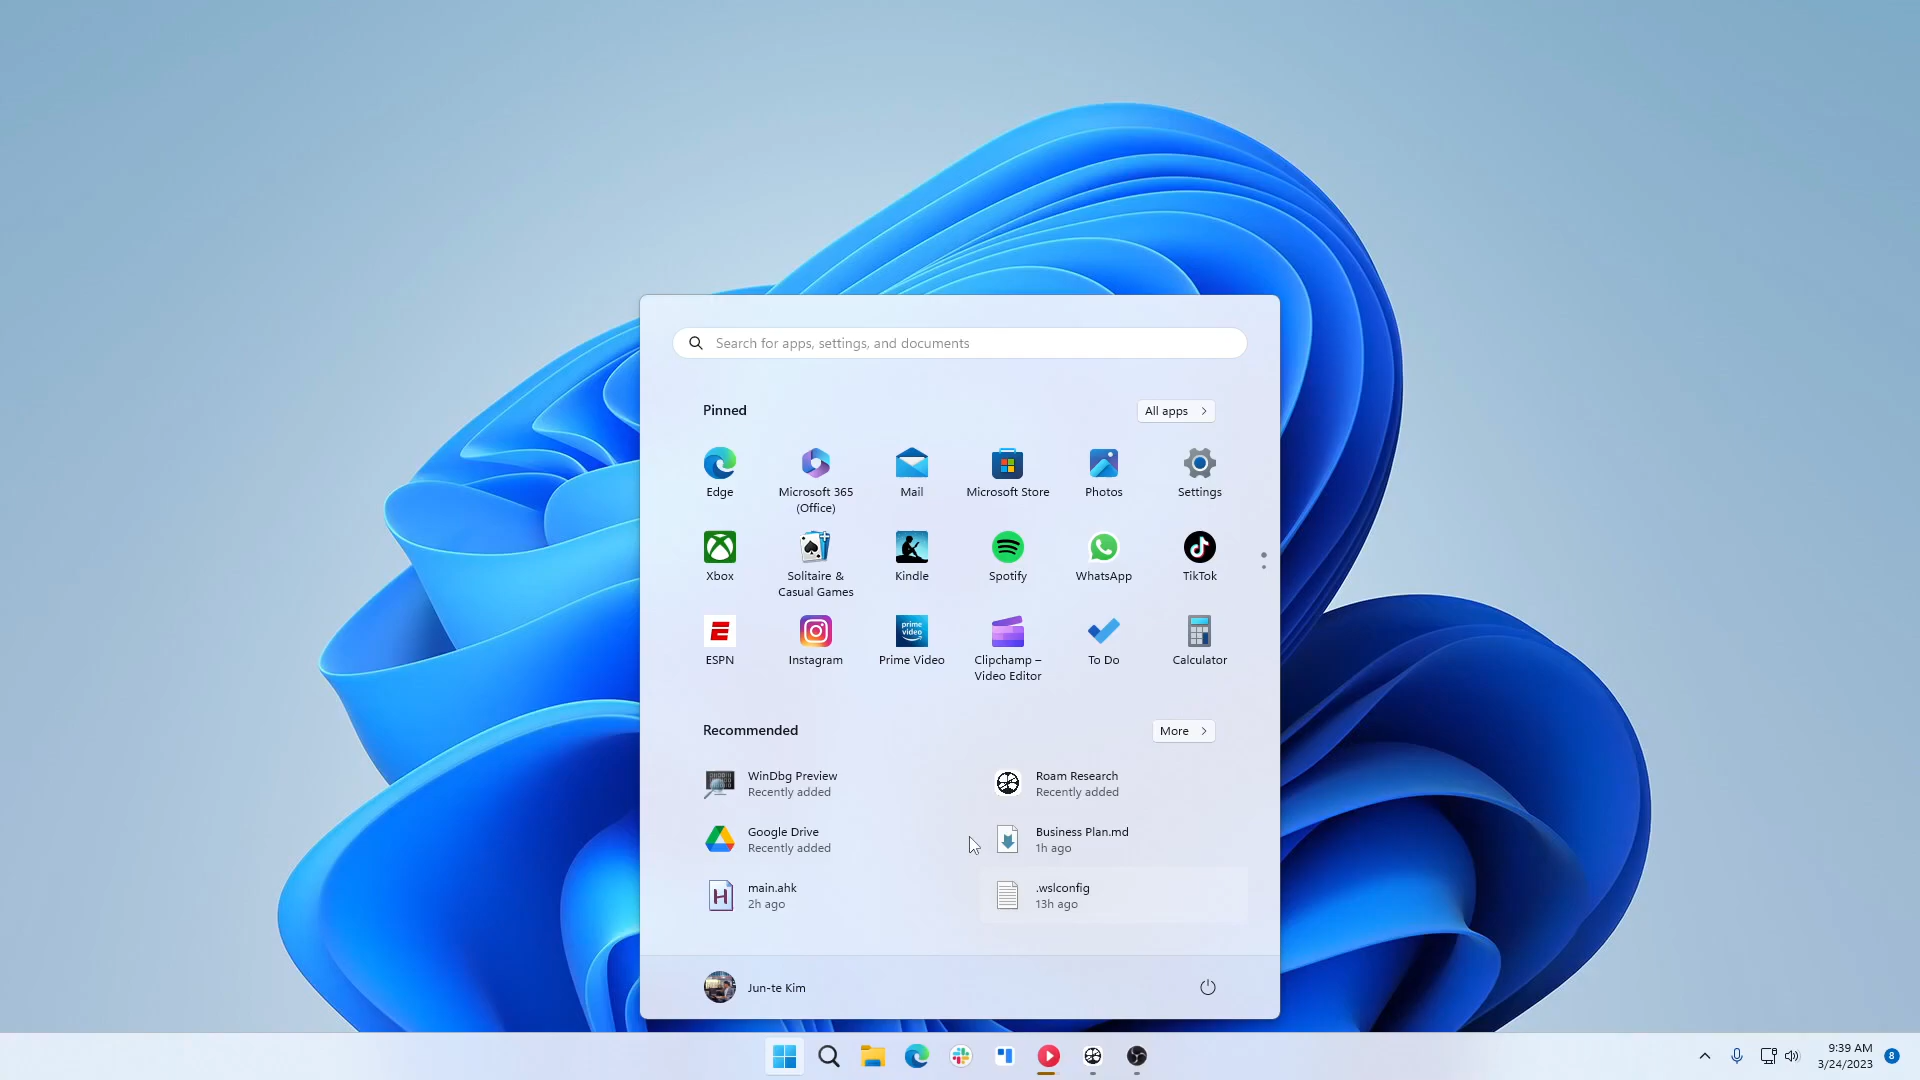 Search for apps, settings, and documents
Pinned
All apps
Edge
Microsoft 365
(Office)
Mail
Microsoft Store
Photos
Settings
Xbox
Solitaire &
Casual Games
Kindle
Spotify
WhatsApp
TikTok
ESPN
Instagram
prime
video
Prime Video
Clipchamp –
Video Editor
To Do
Calculator
Recommended
More
WinDbg Preview
Recently added
Roam Research
Recently added
Google Drive
Recently added
Business Plan.md
1h ago
main.ahk
2h ago
.wslconfig
13h ago
Jun-te Kim
9:39 AM
3/24/2023
8